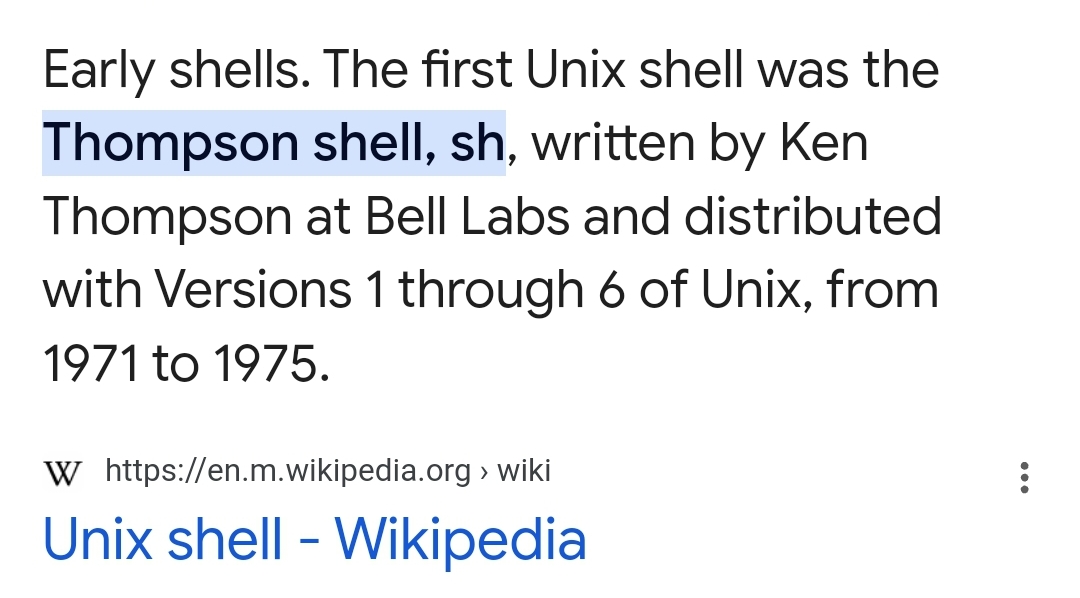 Early shells. The first Unix shell was the
Thompson shell, sh, written by Ken
Thompson at Bell Labs and distributed
with Versions 1 through 6 of Unix, from
1971 to 1975.
W https://en.m.wikipedia.org › wiki
Unix shell - Wikipedia